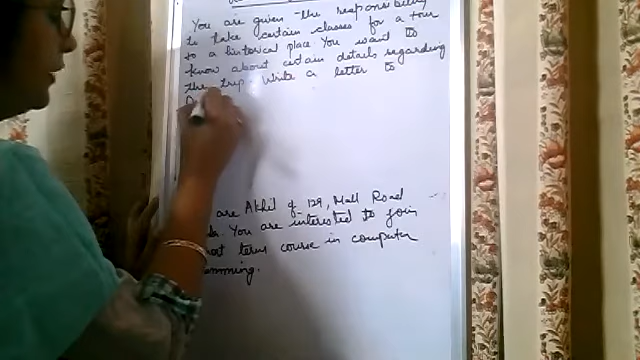 You are given the responsibility
to take certain classes for a tour
to a historical place. You want to
know about certain details regarding
the trip. Write a letter to
are Akhil of 129, Mall Road
You are interested to join
term course in computer